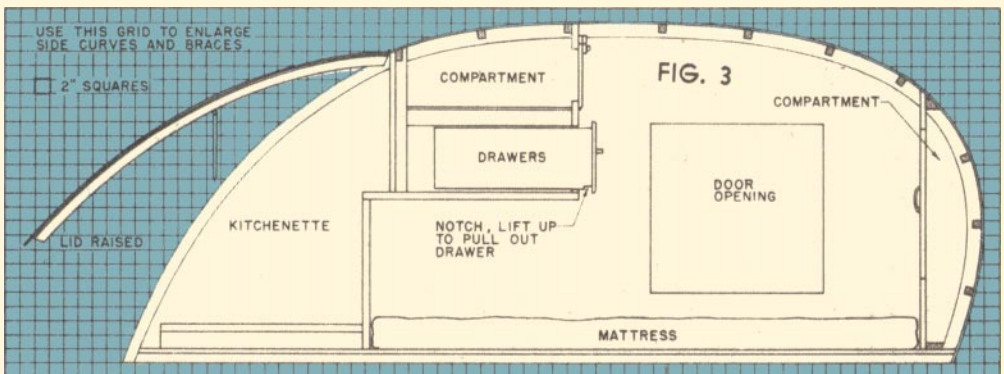 USE THIS GRID TO ENLARGE
SIDE CURVES AND BRACES
2" SQUARES
COMPARTMENT
FIG. 3
COMPARTMENT
DRAWERS
DOOR
OPENING
KITCHENETTE
NOTCH, LIFT UP
TO PULL OUT
DRAWER
LID RAISED
MATTRESS